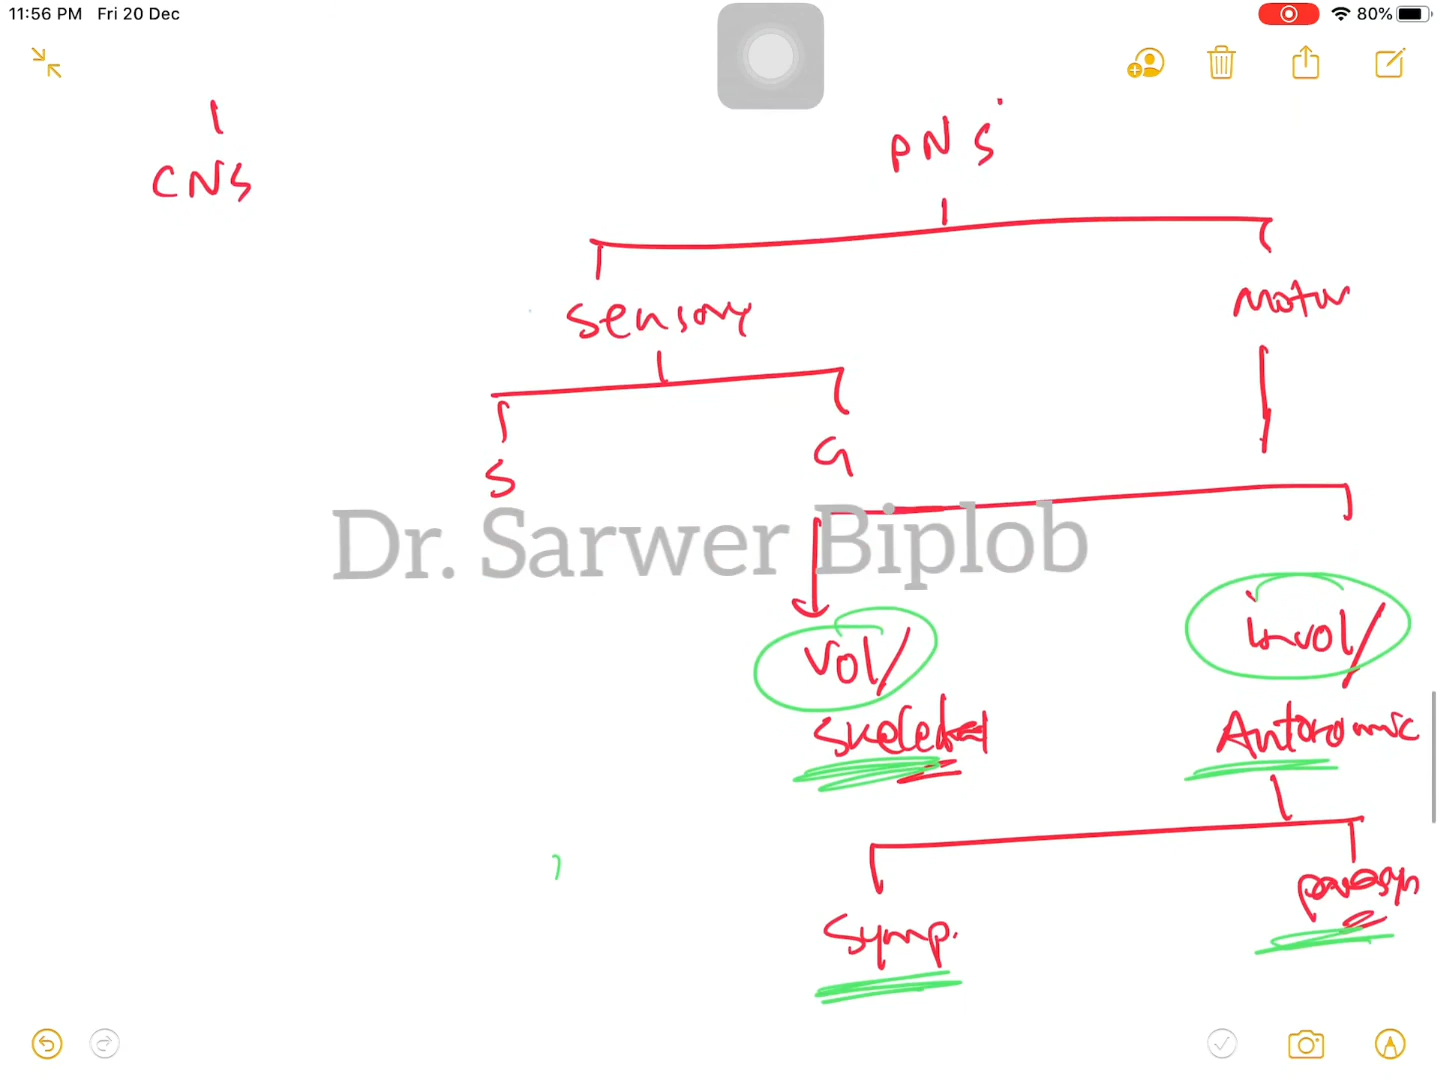 11:56 PM Fri 20 Dec
80%
CNS
PNS
Sensory
Motor
S
G
Dr. Sarwer Biplob
Vol/
Skeletal
Invol/
Autonomic
Symp.
parasym